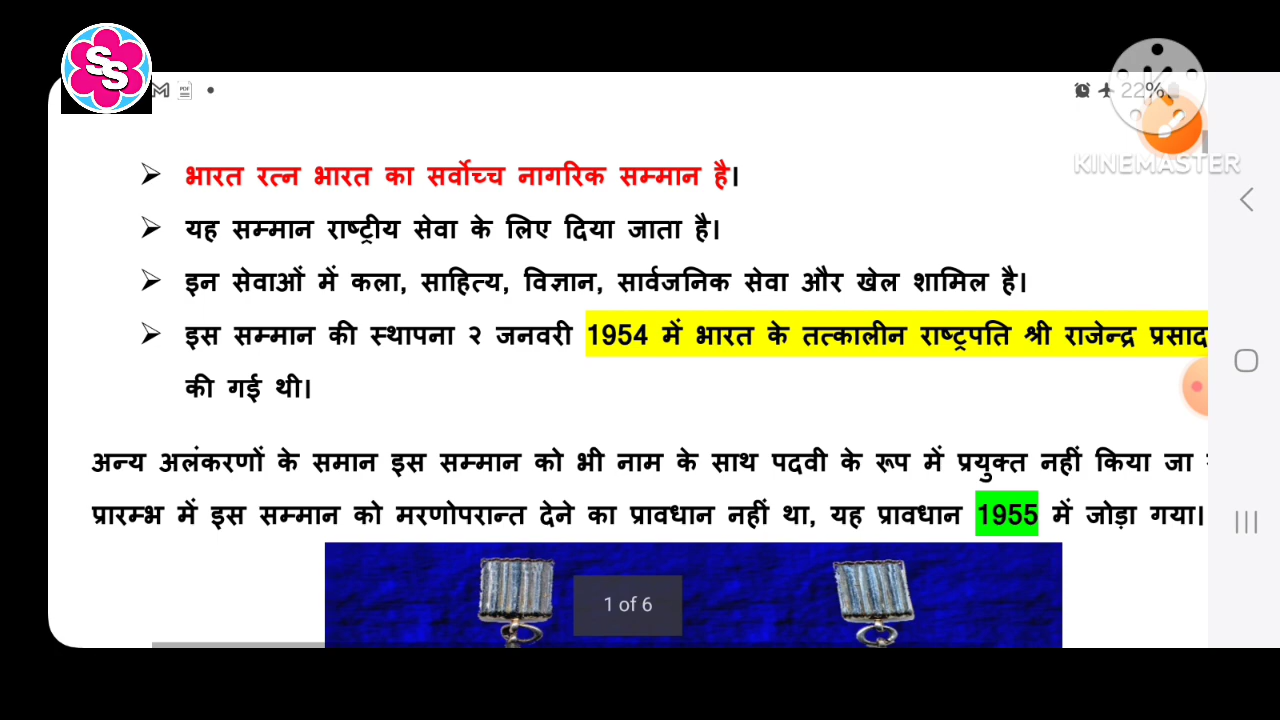 SS
22%
KINEMASTER
भारत रत्न भारत का सर्वोच्च नागरिक सम्मान है।
यह सम्मान राष्ट्रीय सेवा के लिए दिया जाता है।
इन सेवाओं में कला, साहित्य, विज्ञान, सार्वजनिक सेवा और खेल शामिल है।
इस सम्मान की स्थापना २ जनवरी 1954 में भारत के तत्कालीन राष्ट्रपति श्री राजेन्द्र प्रसाद
की गई थी।
अन्य अलंकरणों के समान इस सम्मान को भी नाम के साथ पदवी के रूप में प्रयुक्त नहीं किया जा
प्रारम्भ में इस सम्मान को मरणोपरान्त देने का प्रावधान नहीं था, यह प्रावधान 1955 में जोड़ा गया।
1 of 6